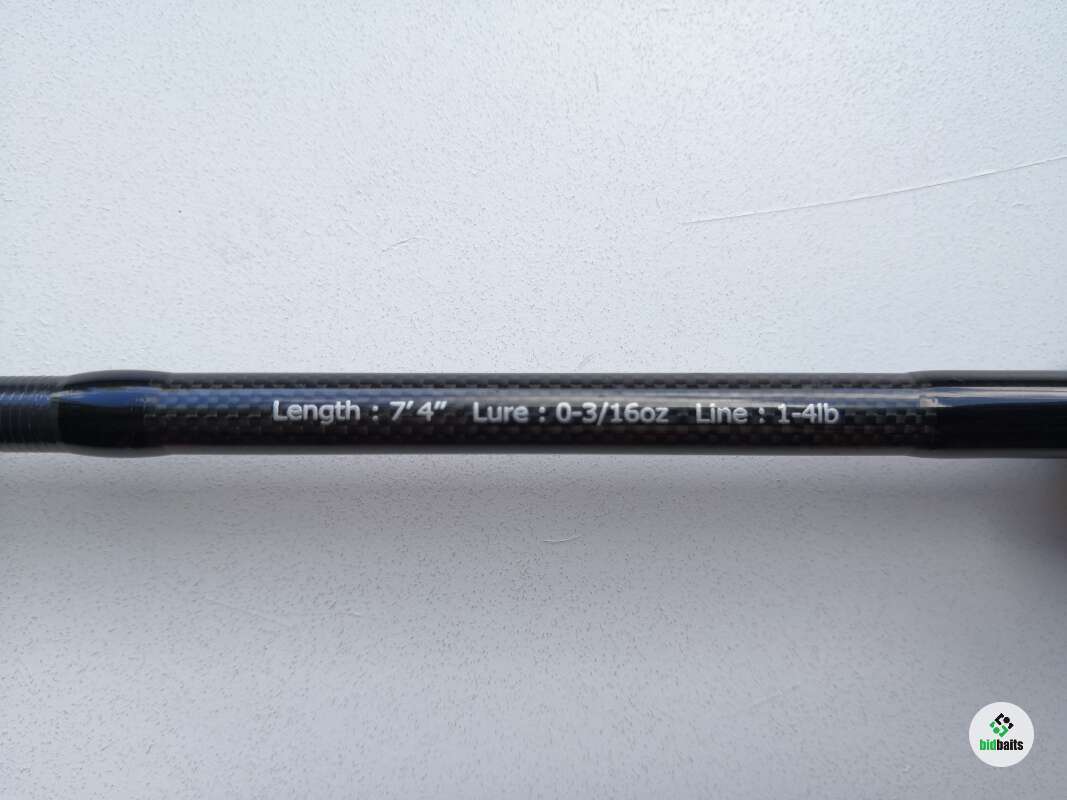 Length : 7’4” Lure : 0-3/16oz Line : 1-4lb
bidbaits